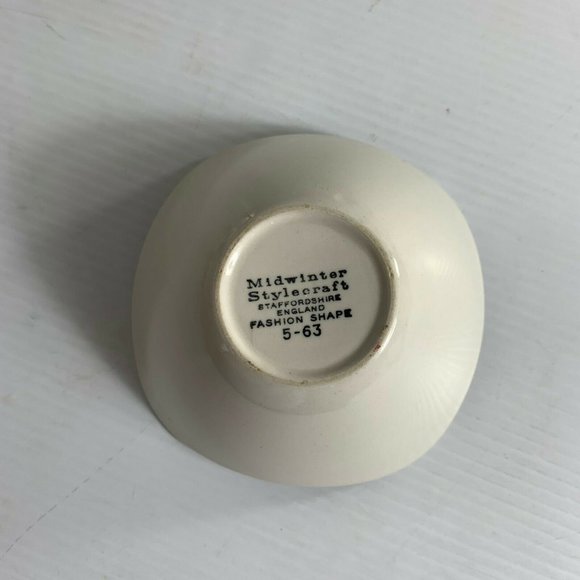 Midwinter
Stylecraft
STAFFORDSHIRE
ENGLAND
FASHION SHAPE
5-63